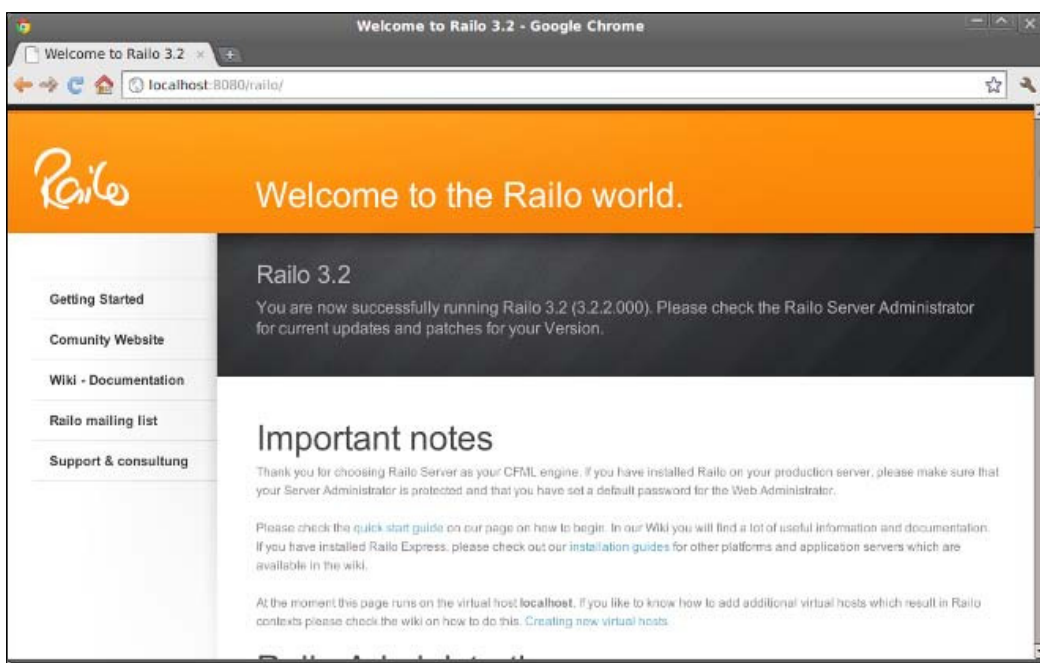 Welcome to Railo 3.2 - Google Chrome
Welcome to Railo 3.2
localhost:8080/railo/
Railo
Welcome to the Railo world.
Getting Started
Comunity Website
Wiki - Documentation
Railo mailing list
Support & consultung
Railo 3.2
You are now successfully running Railo 3.2 (3.2.2.000). Please check the Railo Server Administrator
for current updates and patches for your Version.
Important notes
Thank you for choosing Railo Server as your CFML engine. If you have installed Railo on your production server, please make sure that
your Server Administrator is protected and that you have set a default password for the Web Administrator.
Please check the quick start guide on our page on how to begin. In our Wiki you will find a lot of useful information and documentation.
If you have installed Railo Express, please check out our installation guides for other platforms and application servers which are
available in the wiki.
At the moment this page runs on the virtual host localhost. If you like to know how to add additional virtual hosts which result in Railo
contexts please check the wiki on how to do this. Creating new virtual hosts